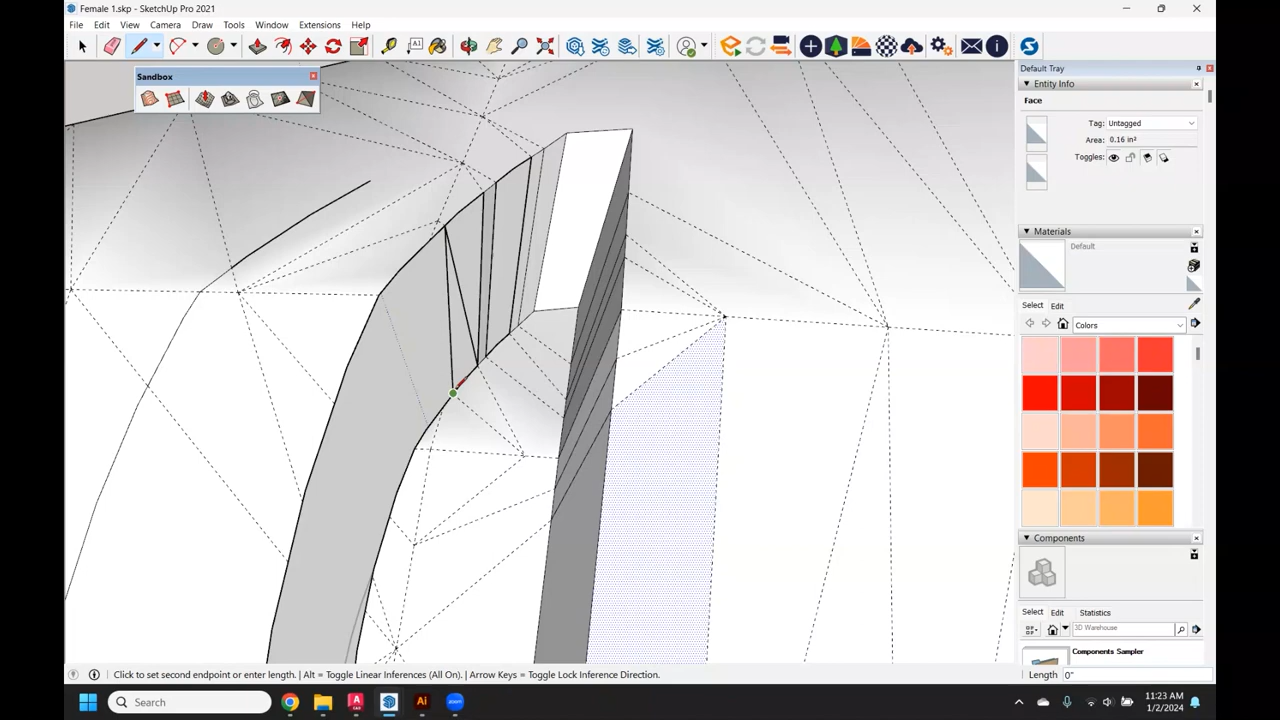 Female 1.skp - SketchUp Pro 2021
File Edit View Camera Draw Tools Window Extensions Help
Sandbox
Default Tray
Entity Info
Face
Tag: Untagged
Area: 0.16 in²
Toggles:
Materials
Default
Select Edit
Colors
Components
Select Edit Statistics
3D Warehouse
Components Sampler
Click to set second endpoint or enter length. | Alt = Toggle Linear Inferences (All On). | Arrow Keys = Toggle Lock Inference Direction.
Length 0"
Search
11:23 AM
1/2/2024